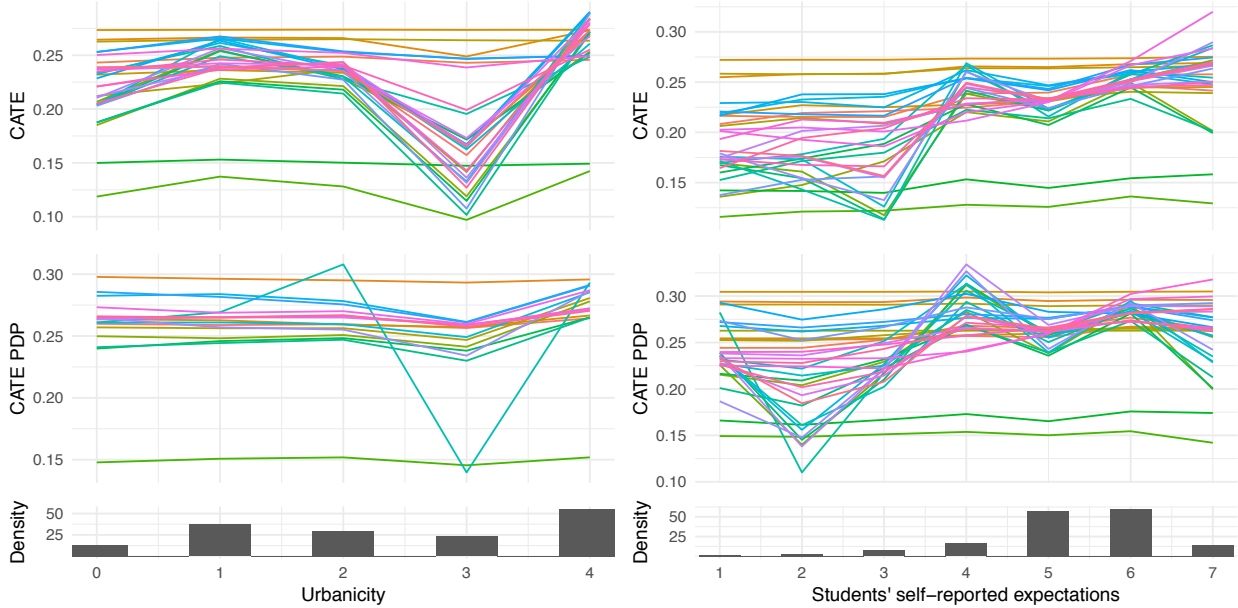 CATE
0.25
0.20
0.15
0.10
CATE PDP
0.30
0.25
0.20
0.15
Density
50
25
0 1 2 3 4
Urbanicity
CATE
0.30
0.25
0.20
0.15
CATE PDP
0.30
0.25
0.20
0.15
0.10
Density
50
25
1 2 3 4 5 6 7
Students' self−reported expectations